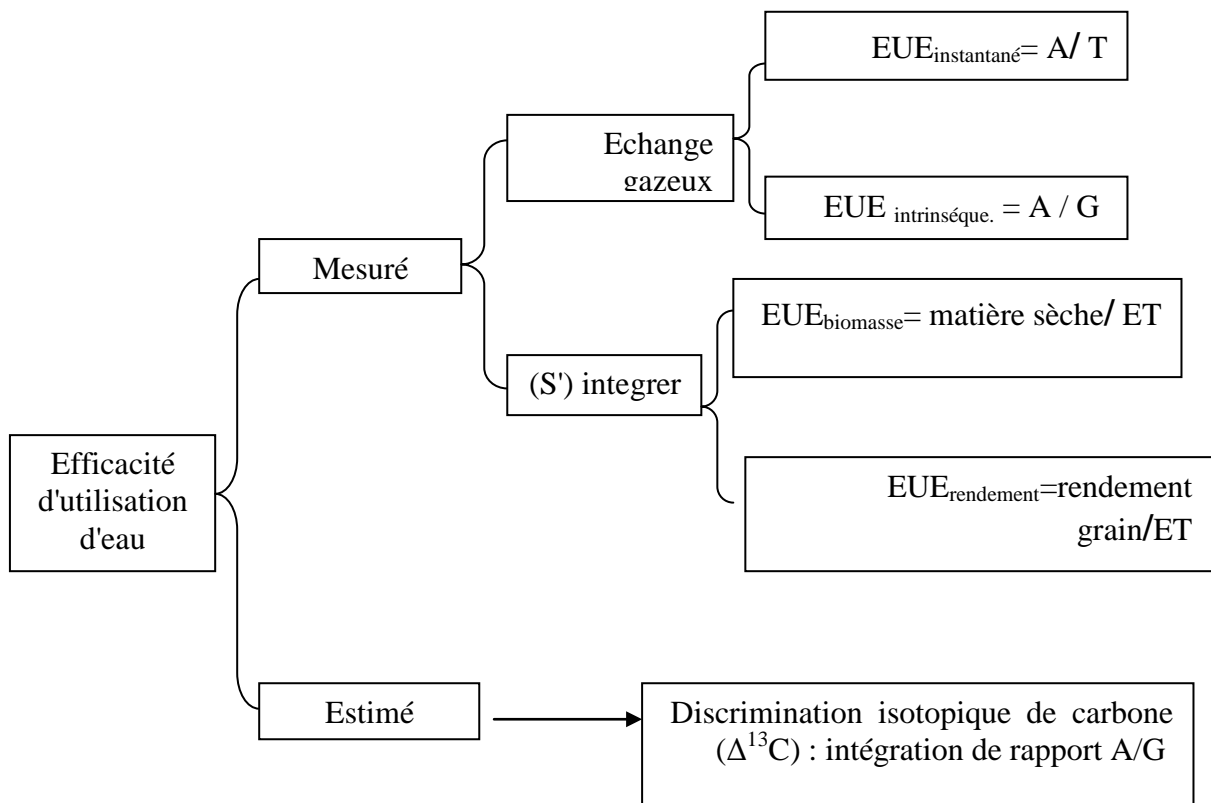 EUEinstantané= A/ T
Echange
gazeux
EUE intrinséque. = A / G
Mesuré
EUEbiomasse= matière sèche/ ET
(S') integrer
Efficacité
d'utilisation
d'eau
EUErendement=rendement
grain/ET
Estimé
Discrimination isotopique de carbone
(Δ¹³C) : intégration de rapport A/G